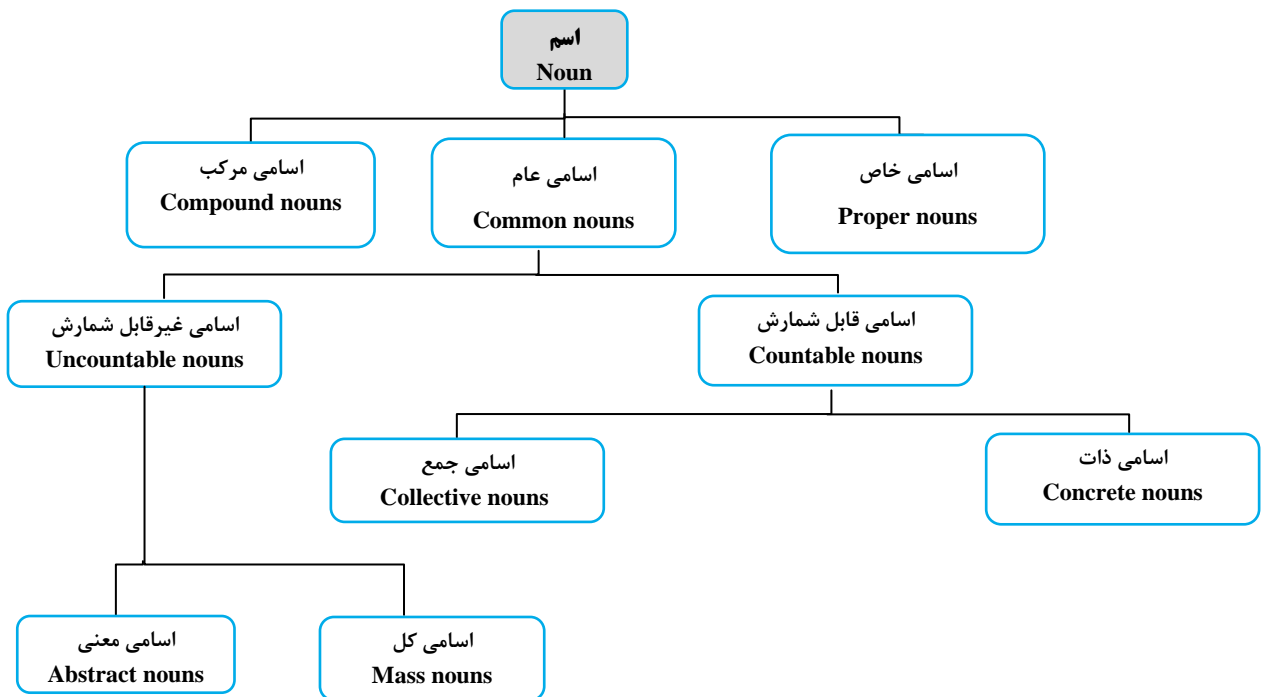 اسم
Noun
اسامی مرکب
Compound nouns
اسامی عام
Common nouns
اسامی خاص
Proper nouns
اسامی غیرقابل شمارش
Uncountable nouns
اسامی قابل شمارش
Countable nouns
اسامی جمع
Collective nouns
اسامی ذات
Concrete nouns
اسامی معنی
Abstract nouns
اسامی کل
Mass nouns